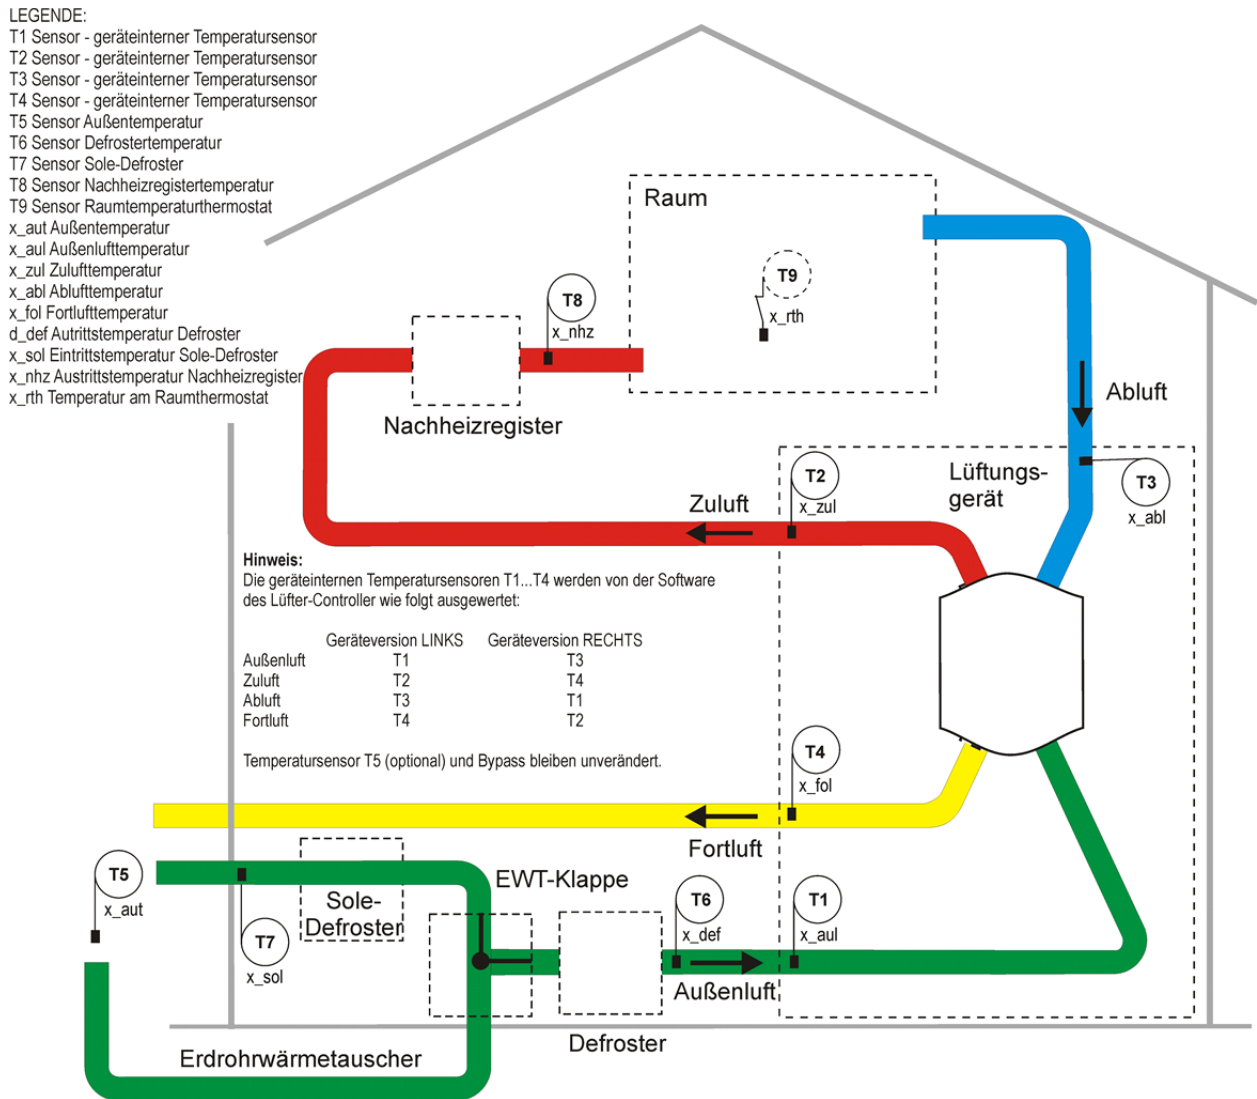 LEGENDE:
T1 Sensor - geräteinterner Temperatursensor
T2 Sensor - geräteinterner Temperatursensor
T3 Sensor - geräteinterner Temperatursensor
T4 Sensor - geräteinterner Temperatursensor
T5 Sensor Außentemperatur
T6 Sensor Defrostertemperatur
T7 Sensor Sole-Defroster
T8 Sensor Nachheizregistertemperatur
T9 Sensor Raumtemperaturthermostat
x_aut Außentemperatur
x_aul Außenlufttemperatur
x_zul Zulufttemperatur
x_abl Ablufttemperatur
x_fol Fortlufttemperatur
d_def Autrittstemperatur Defroster
x_sol Eintrittstemperatur Sole-Defroster
x_nhz Austrittstemperatur Nachheizregister
x_rth Temperatur am Raumthermostat
Raum
T9
x_rth
T8
x_nhz
Nachheizregister
Abluft
Lüftungs-
gerät
T3
x_abl
T2
x_zul
Zuluft
Hinweis:
Die geräteinternen Temperatursensoren T1...T4 werden von der Software
des Lüfter-Controller wie folgt ausgewertet:
Geräteversion LINKS Geräteversion RECHTS
Außenluft T1 T3
Zuluft T2 T4
Abluft T3 T1
Fortluft T4 T2
Temperatursensor T5 (optional) und Bypass bleiben unverändert.
T4
x_fol
Fortluft
T5
x_aut
T7
x_sol
Sole-
Defroster
EWT-Klappe
T6
x_def
T1
x_aul
Außenluft
Defroster
Erdrohrwärmetauscher